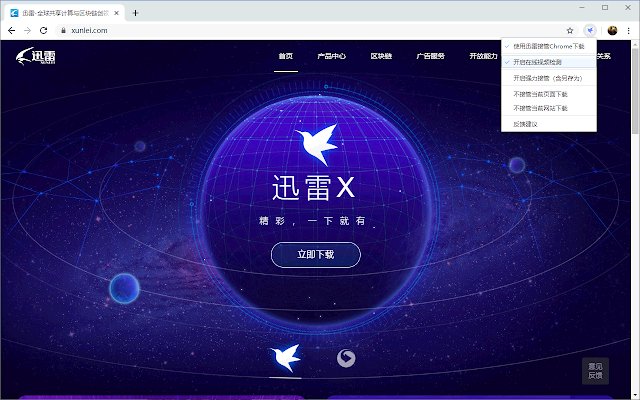 迅雷-全球共享计算与区块链创领
xunlei.com
迅雷
首页
产品中心
区块链
广告服务
开放能力
关系
使用迅雷接管Chrome下载
开启在线视频检测
开启强力接管（含另存为）
不接管当前页面下载
不接管当前网站下载
反馈建议
迅雷X
精彩，一下就有
立即下载
意见
反馈